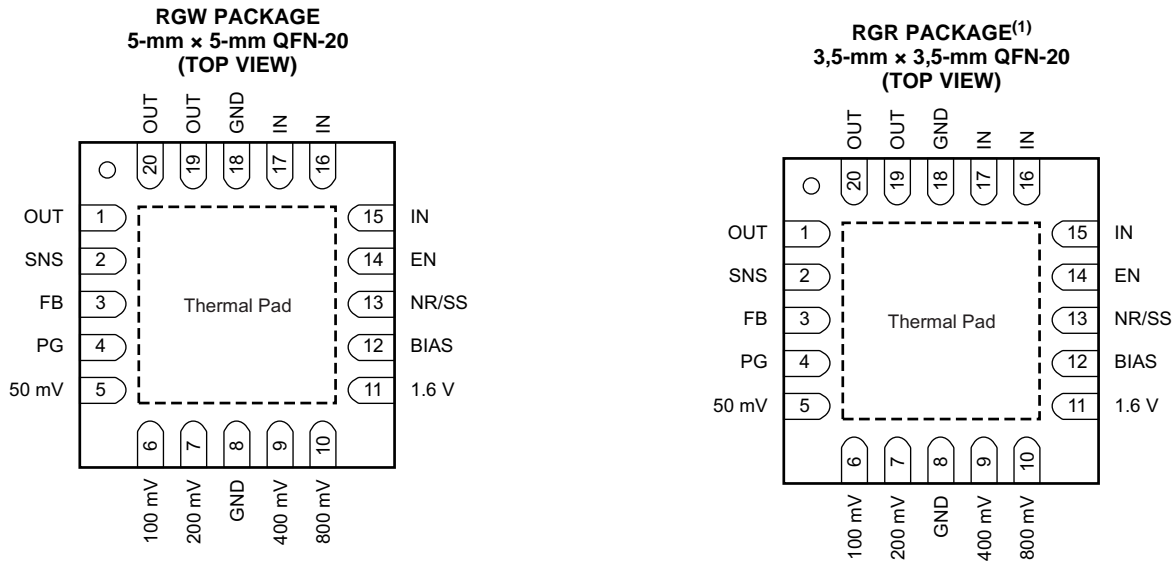 RGW PACKAGE
5-mm × 5-mm QFN-20
(TOP VIEW)
OUT
OUT
GND
IN
IN
20
19
18
17
16
OUT 1
15 IN
SNS 2
14 EN
FB 3
Thermal Pad
13 NR/SS
PG 4
12 BIAS
50 mV 5
11 1.6 V
6
7
8
9
10
100 mV
200 mV
GND
400 mV
800 mV
RGR PACKAGE(1)
3,5-mm × 3,5-mm QFN-20
(TOP VIEW)
OUT
OUT
GND
IN
IN
20
19
18
17
16
OUT 1
15 IN
SNS 2
14 EN
FB 3
Thermal Pad
13 NR/SS
PG 4
12 BIAS
50 mV 5
11 1.6 V
6
7
8
9
10
100 mV
200 mV
GND
400 mV
800 mV